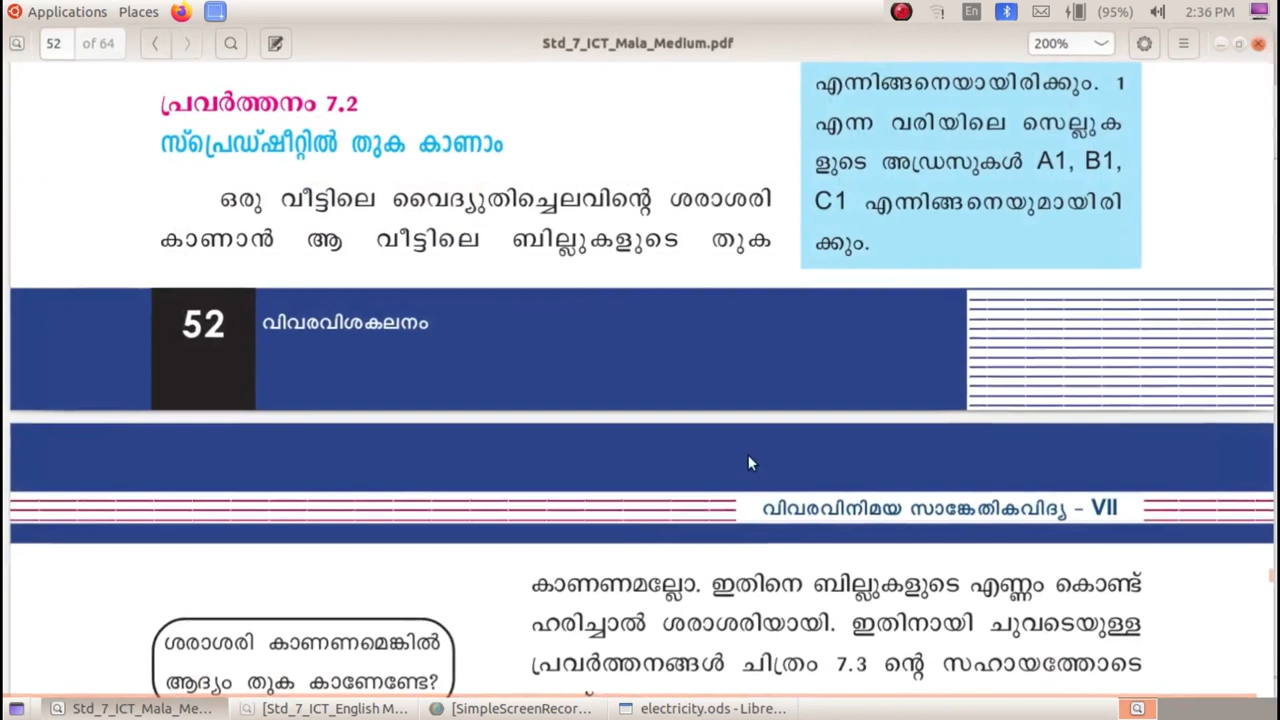 Applications Places En (95%) 2:36 PM
52 of 64 Std_7_ICT_Mala_Medium.pdf 200%
പ്രവർത്തനം 7.2
സ്പ്രെഡ്ഷീറ്റിൽ തുക കാണാം
ഒരു വീട്ടിലെ വൈദ്യുതിച്ചെലവിന്റെ ശരാശരി
കാണാൻ ആ വീട്ടിലെ ബില്ലുകളുടെ തുക
എന്നിങ്ങനെയായിരിക്കും. 1
എന്ന വരിയിലെ സെല്ലുക
ളുടെ അഡ്രസുകൾ A1, B1,
C1 എന്നിങ്ങനെയുമായിരി
ക്കും.
52 വിവരവിശകലനം
വിവരവിനിമയ സാങ്കേതികവിദ്യ - VII
ശരാശരി കാണണമെങ്കിൽ
ആദ്യം തുക കാണേണ്ടേ?
കാണണമല്ലോ. ഇതിനെ ബില്ലുകളുടെ എണ്ണം കൊണ്ട്
ഹരിച്ചാൽ ശരാശരിയായി. ഇതിനായി ചുവടെയുള്ള
പ്രവർത്തനങ്ങൾ ചിത്രം 7.3 ന്റെ സഹായത്തോടെ
Std_7_ICT_Mala_Me... [Std_7_ICT_English M... [SimpleScreenRecor... electricity.ods - Libre...